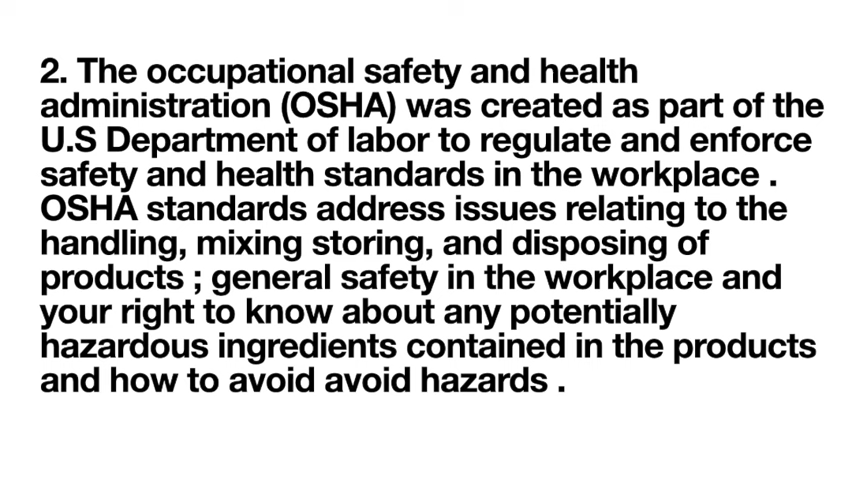 2. The occupational safety and health
administration (OSHA) was created as part of the
U.S Department of labor to regulate and enforce
safety and health standards in the workplace .
OSHA standards address issues relating to the
handling, mixing storing, and disposing of
products ; general safety in the workplace and
your right to know about any potentially
hazardous ingredients contained in the products
and how to avoid avoid hazards .